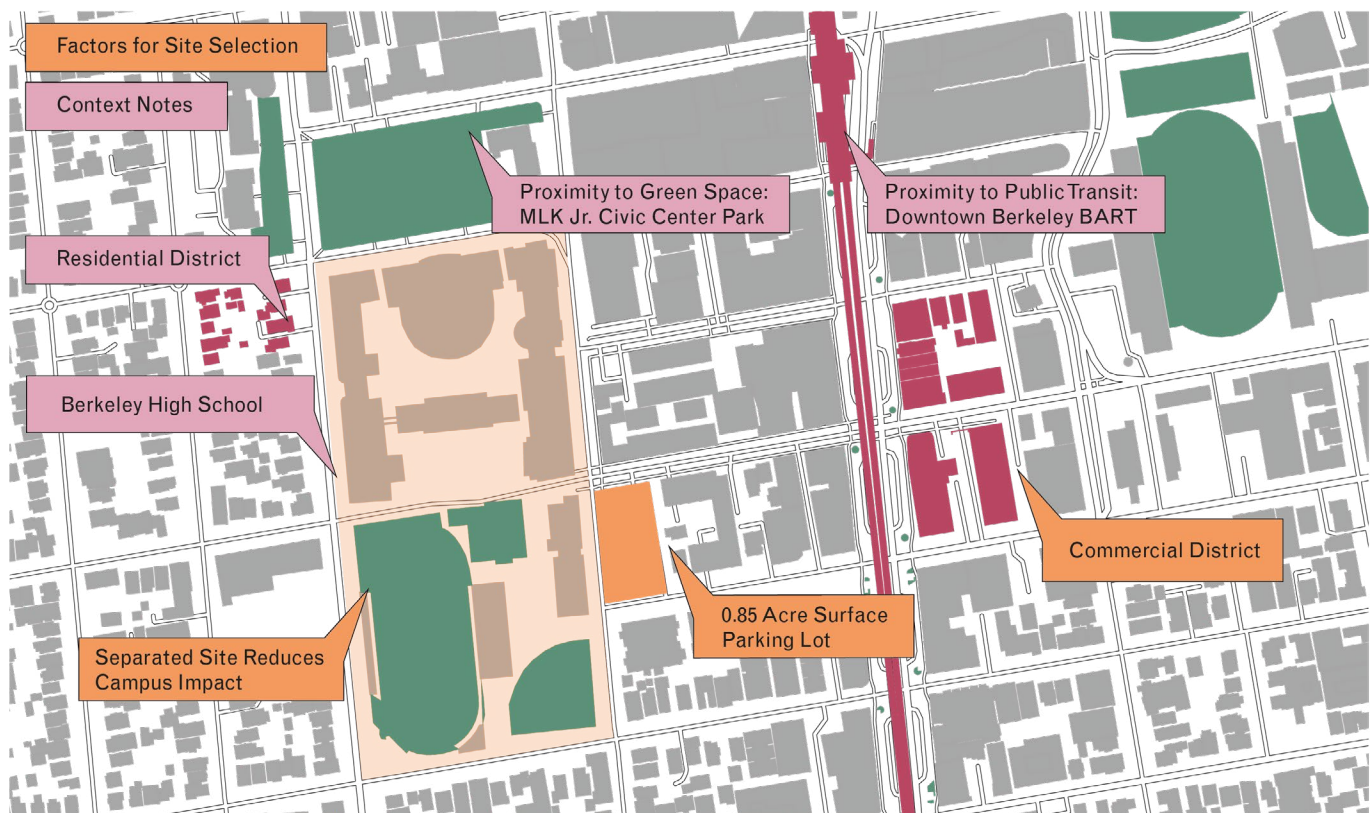 Factors for Site Selection
Context Notes
Proximity to Green Space:
MLK Jr. Civic Center Park
Proximity to Public Transit:
Downtown Berkeley BART
Residential District
Berkeley High School
Commercial District
0.85 Acre Surface
Parking Lot
Separated Site Reduces
Campus Impact